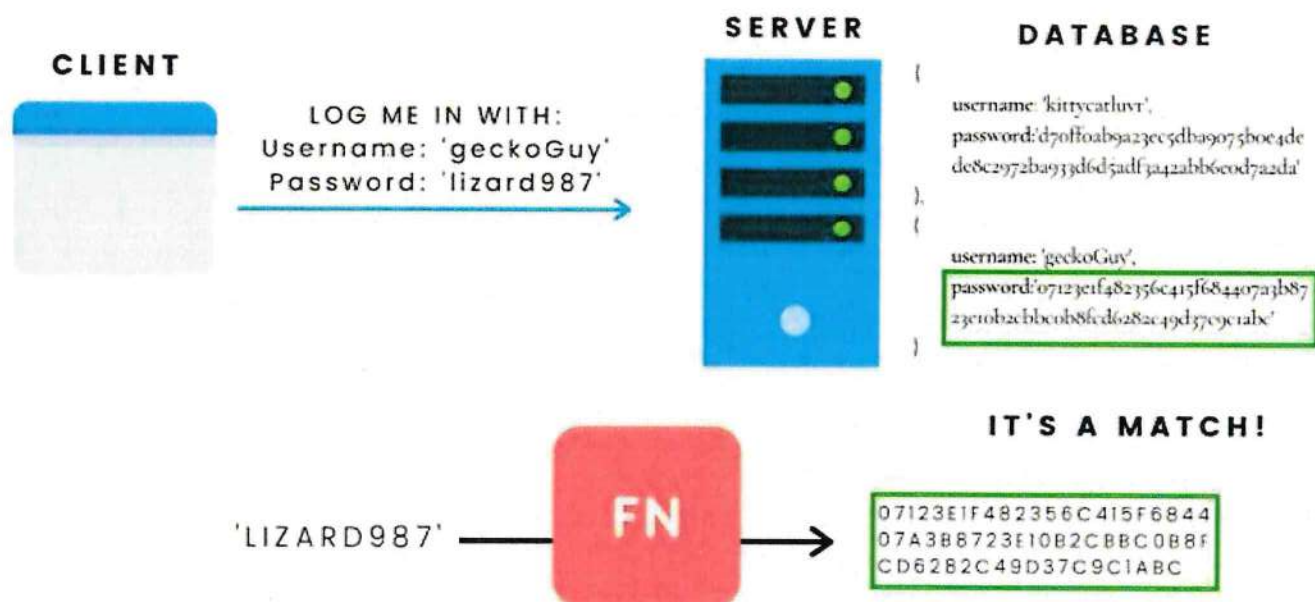 SERVER
DATABASE
CLIENT
LOG ME IN WITH:
Username: 'geckoGuy'
Password: 'lizard987'
{
username: 'kittycatluvr',
password:'d70ff0ab9a23ec5dba9075b0e4de
de8c2972ba933d6d5adf3a42abb6e0d7a2da'
},
{
username: 'geckoGuy',
password:'07123e1f482356c415f684407a3b87
23e10b2cbbc0b8fcd6282c49d37c9c1abc'
}
IT'S A MATCH!
'LIZARD987'
FN
07123E1F482356C415F6844
07A3B8723E10B2CBBC0B8F
CD6282C49D37C9C1ABC